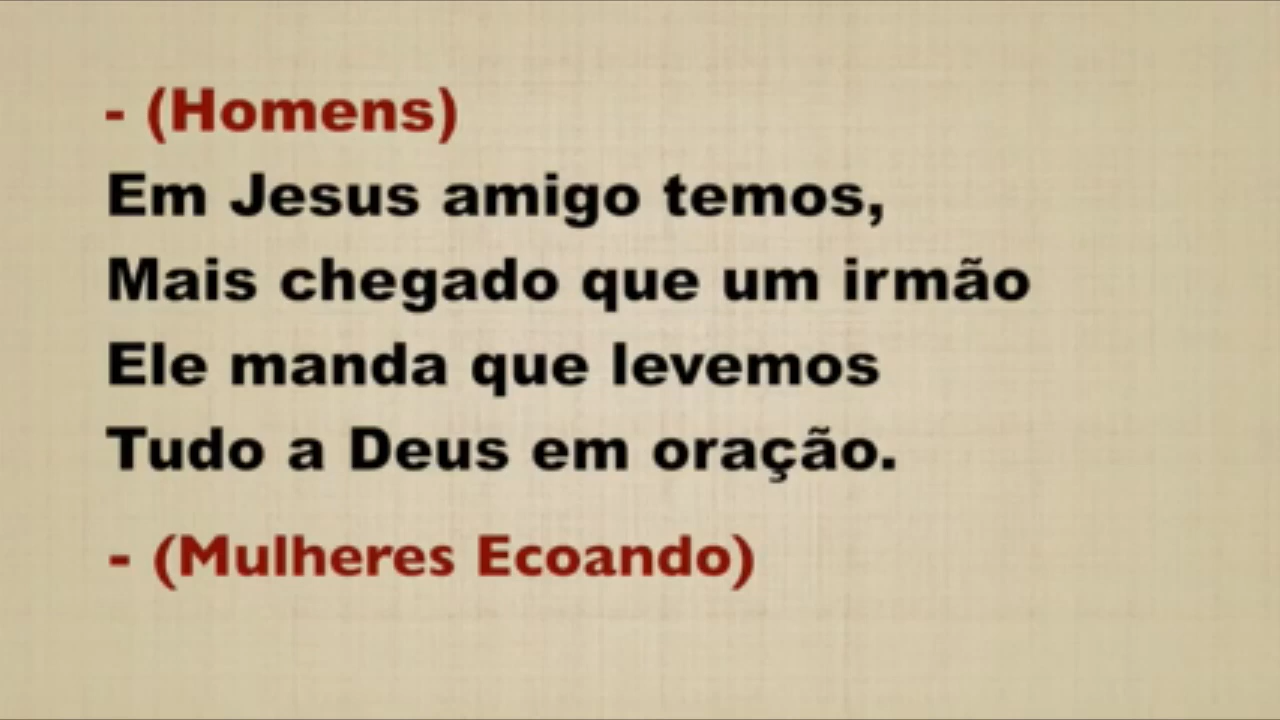 - (Homens)
Em Jesus amigo temos,
Mais chegado que um irmão
Ele manda que levemos
Tudo a Deus em oração.
- (Mulheres Ecoando)